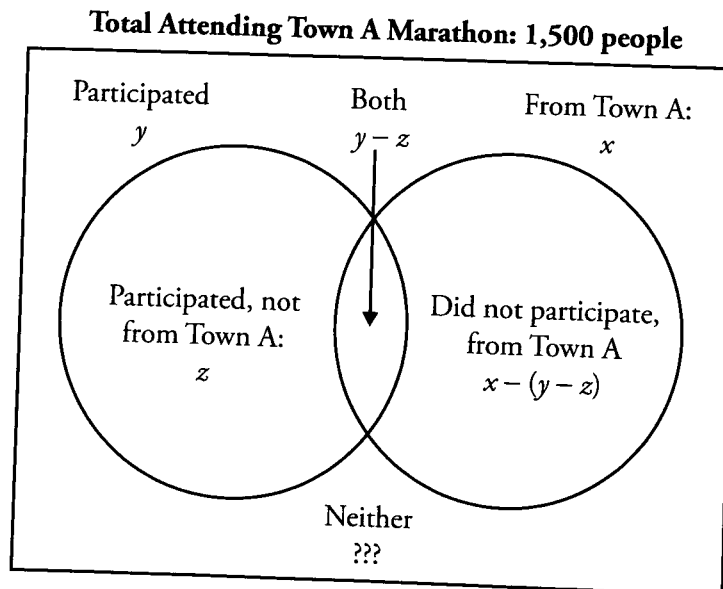 Total Attending Town A Marathon: 1,500 people
Participated
y
Both
y – z
From Town A:
x
Participated, not
from Town A:
z
Did not participate,
from Town A
x – (y – z)
Neither
???